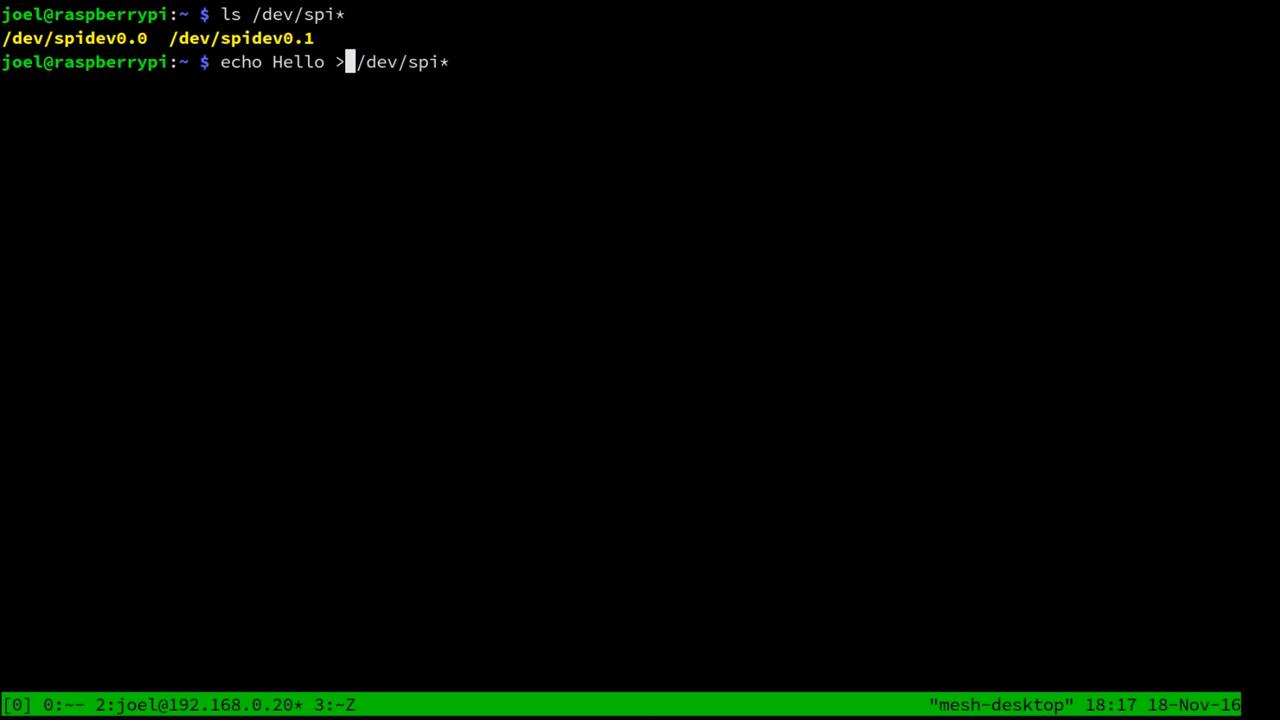 joel@raspberrypi:~ $ ls /dev/spi*
/dev/spidev0.0  /dev/spidev0.1
joel@raspberrypi:~ $ echo Hello > /dev/spi*
[0] 0:~- 2:joel@192.168.0.20* 3:~Z "mesh-desktop" 18:17 18-Nov-16